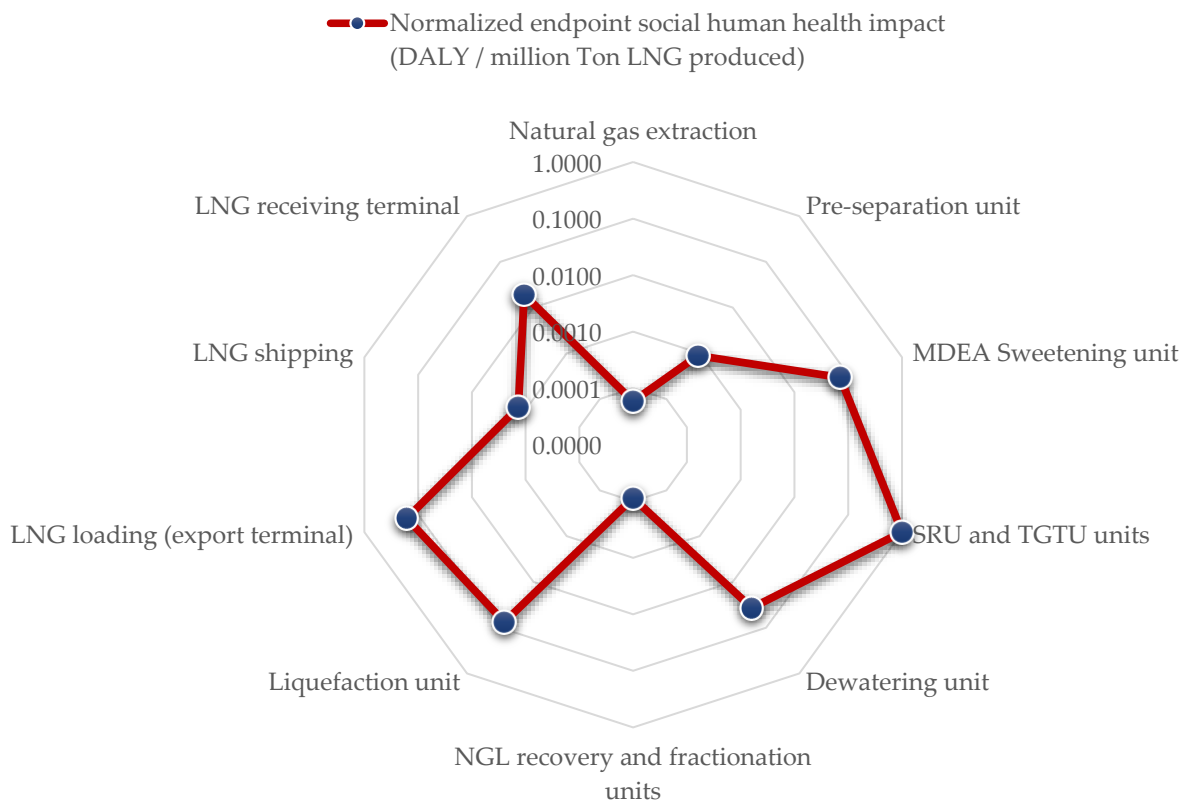 Normalized endpoint social human health impact
(DALY / million Ton LNG produced)
Natural gas extraction
1.0000
LNG receiving terminal
Pre-separation unit
0.1000
0.0100
0.0010
LNG shipping
MDEA Sweetening unit
0.0001
0.0000
LNG loading (export terminal)
SRU and TGTU units
Liquefaction unit
Dewatering unit
NGL recovery and fractionation
units